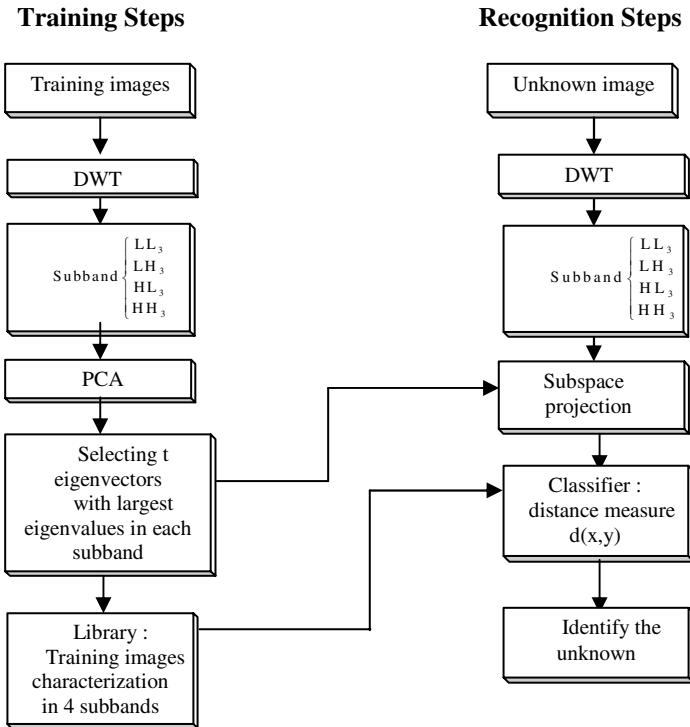 Training Steps
Training images
DWT
Subband { LL₃
LH₃
HL₃
HH₃
PCA
Selecting t
eigenvectors
with largest
eigenvalues in each
subband
Library :
Training images
characterization
in 4 subbands
Recognition Steps
Unknown image
DWT
Subband { LL₃
LH₃
HL₃
HH₃
Subspace
projection
Classifier :
distance measure
d(x,y)
Identify the
unknown